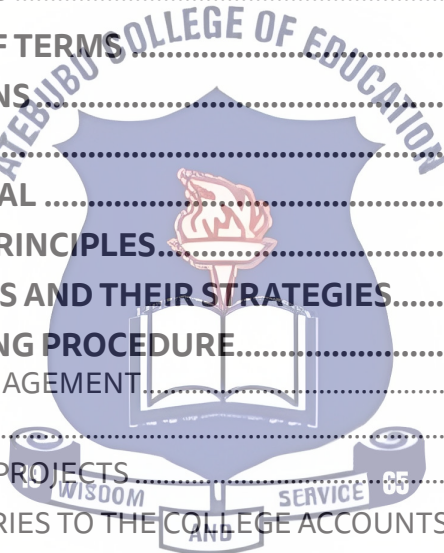 F TERMS ..........................
NS ..........................
..........................
AL ..........................
RINCIPLES..........................
S AND THEIR STRATEGIES......
NG PROCEDURE..........................
AGEMENT..........................
..........................
PROJECTS..........................
RIES TO THE COLLEGE ACCOUNTS
ATEBUBU COLLEGE OF EDUCATION
WISDOM
AND
SERVICE
65